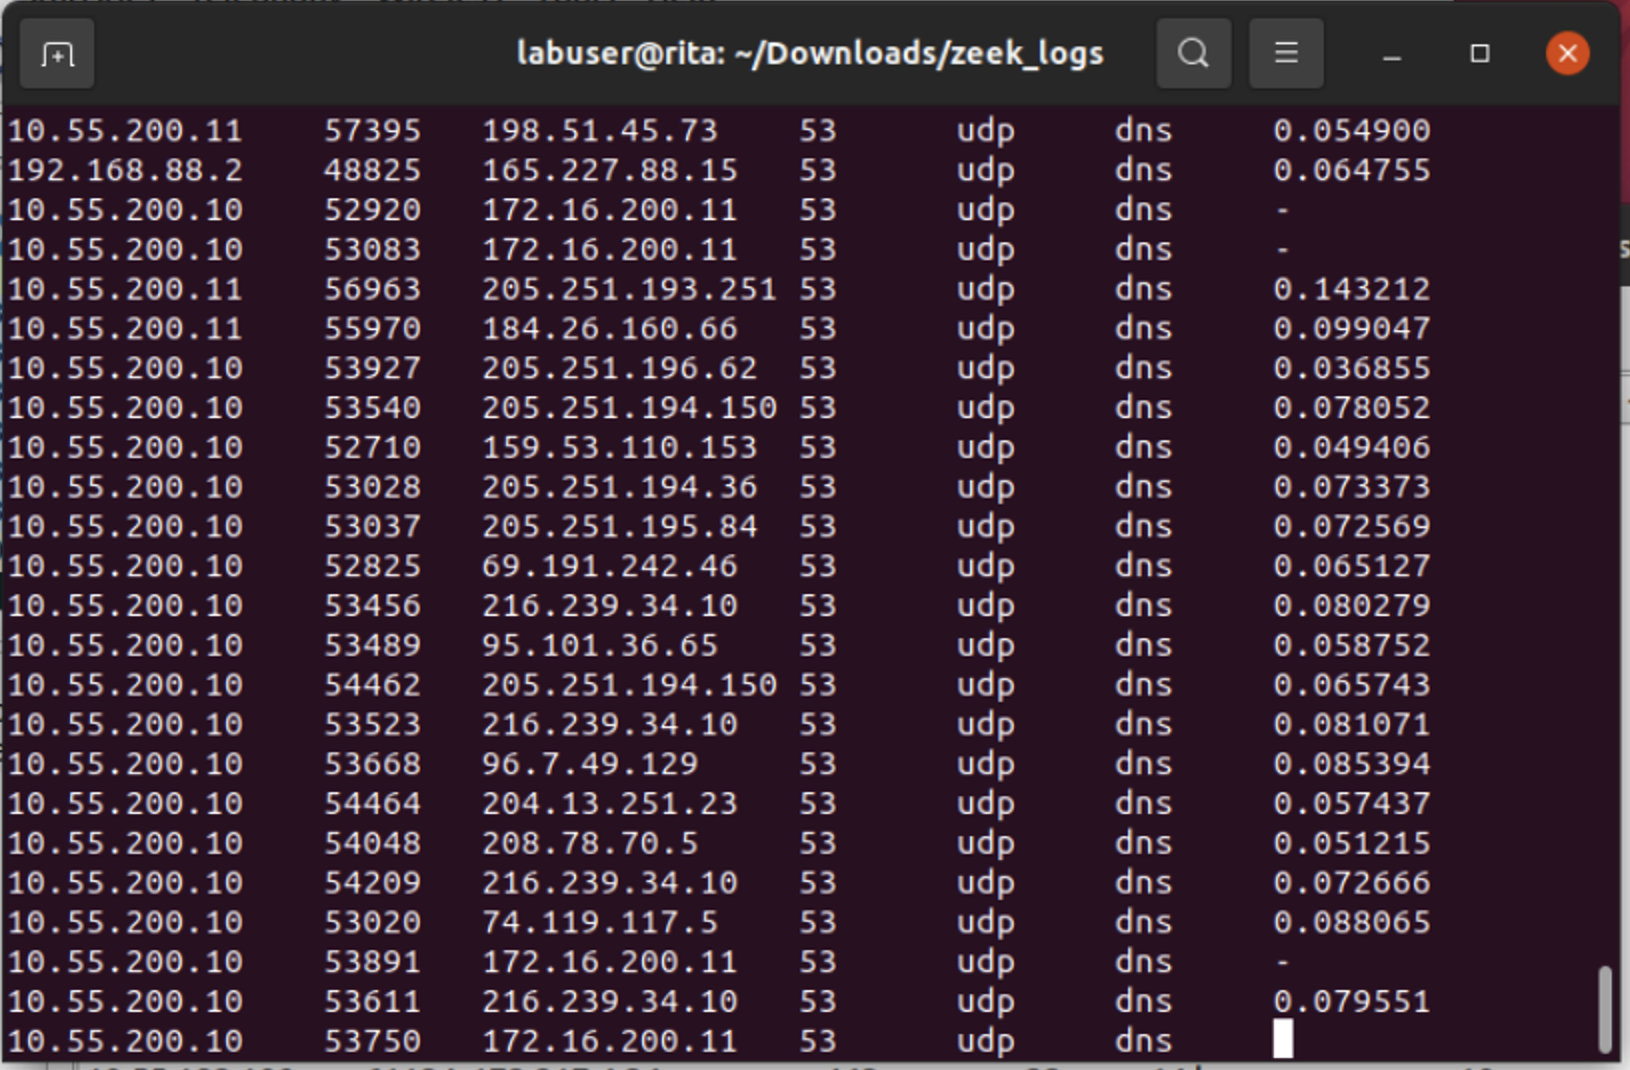 labuser@rita: ~/Downloads/zeek_logs
10.55.200.11 57395 198.51.45.73 53 udp dns 0.054900
192.168.88.2 48825 165.227.88.15 53 udp dns 0.064755
10.55.200.10 52920 172.16.200.11 53 udp dns -
10.55.200.10 53083 172.16.200.11 53 udp dns -
10.55.200.11 56963 205.251.193.251 53 udp dns 0.143212
10.55.200.11 55970 184.26.160.66 53 udp dns 0.099047
10.55.200.10 53927 205.251.196.62 53 udp dns 0.036855
10.55.200.10 53540 205.251.194.150 53 udp dns 0.078052
10.55.200.10 52710 159.53.110.153 53 udp dns 0.049406
10.55.200.10 53028 205.251.194.36 53 udp dns 0.073373
10.55.200.10 53037 205.251.195.84 53 udp dns 0.072569
10.55.200.10 52825 69.191.242.46 53 udp dns 0.065127
10.55.200.10 53456 216.239.34.10 53 udp dns 0.080279
10.55.200.10 53489 95.101.36.65 53 udp dns 0.058752
10.55.200.10 54462 205.251.194.150 53 udp dns 0.065743
10.55.200.10 53523 216.239.34.10 53 udp dns 0.081071
10.55.200.10 53668 96.7.49.129 53 udp dns 0.085394
10.55.200.10 54464 204.13.251.23 53 udp dns 0.057437
10.55.200.10 54048 208.78.70.5 53 udp dns 0.051215
10.55.200.10 54209 216.239.34.10 53 udp dns 0.072666
10.55.200.10 53020 74.119.117.5 53 udp dns 0.088065
10.55.200.10 53891 172.16.200.11 53 udp dns -
10.55.200.10 53611 216.239.34.10 53 udp dns 0.079551
10.55.200.10 53750 172.16.200.11 53 udp dns